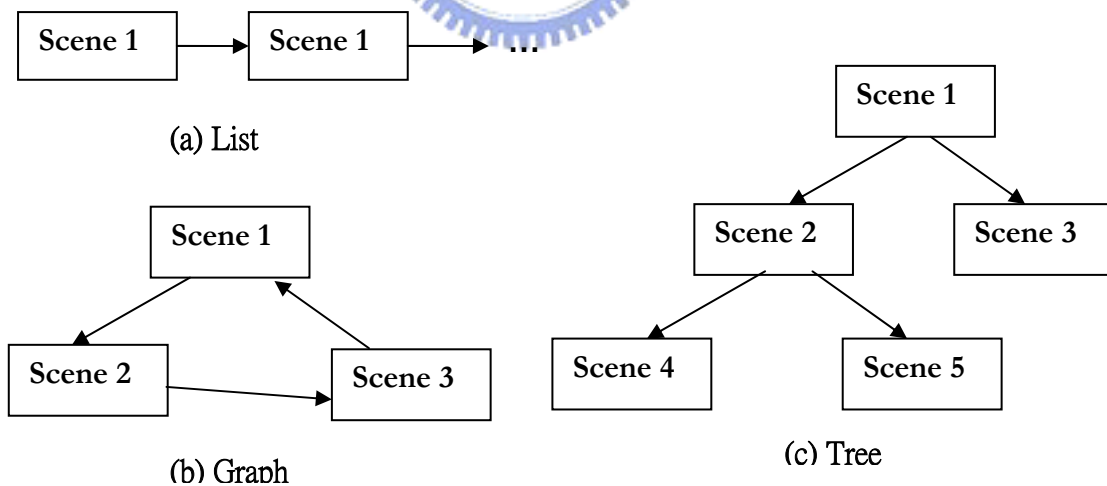 Scene 1 Scene 1 ...
(a) List
Scene 1
Scene 2 Scene 3
(b) Graph
Scene 1
Scene 2 Scene 3
Scene 4 Scene 5
(c) Tree